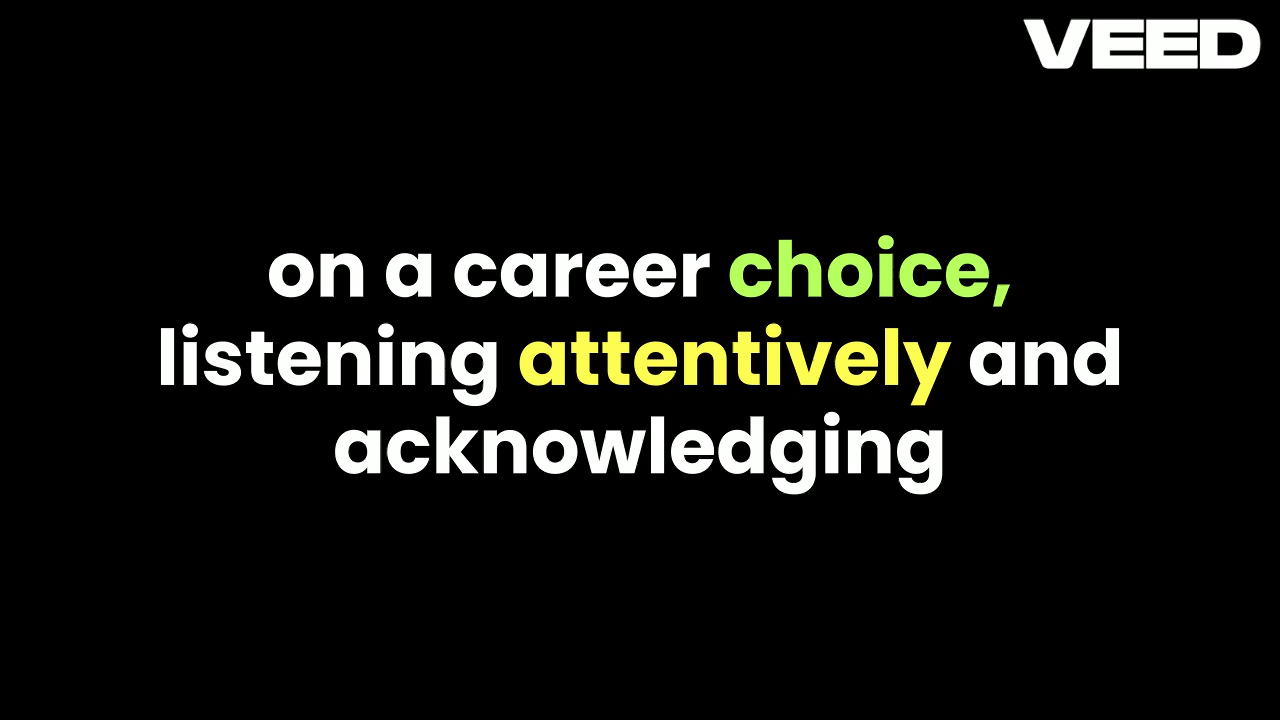 VEED
on a career choice,
listening attentively and
acknowledging